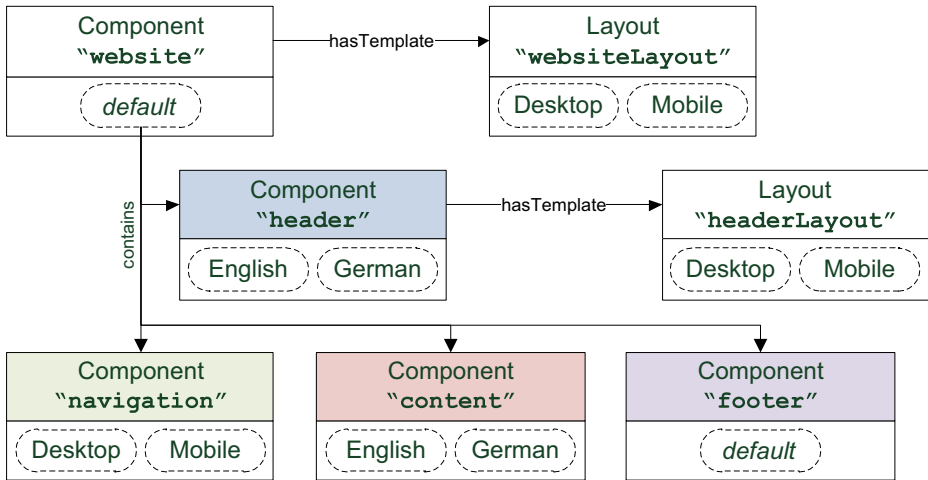 Component
“website”
default
hasTemplate
Layout
“websiteLayout”
Desktop Mobile
contains
Component
“header”
English German
hasTemplate
Layout
“headerLayout”
Desktop Mobile
Component
“navigation”
Desktop Mobile
Component
“content”
English German
Component
“footer”
default